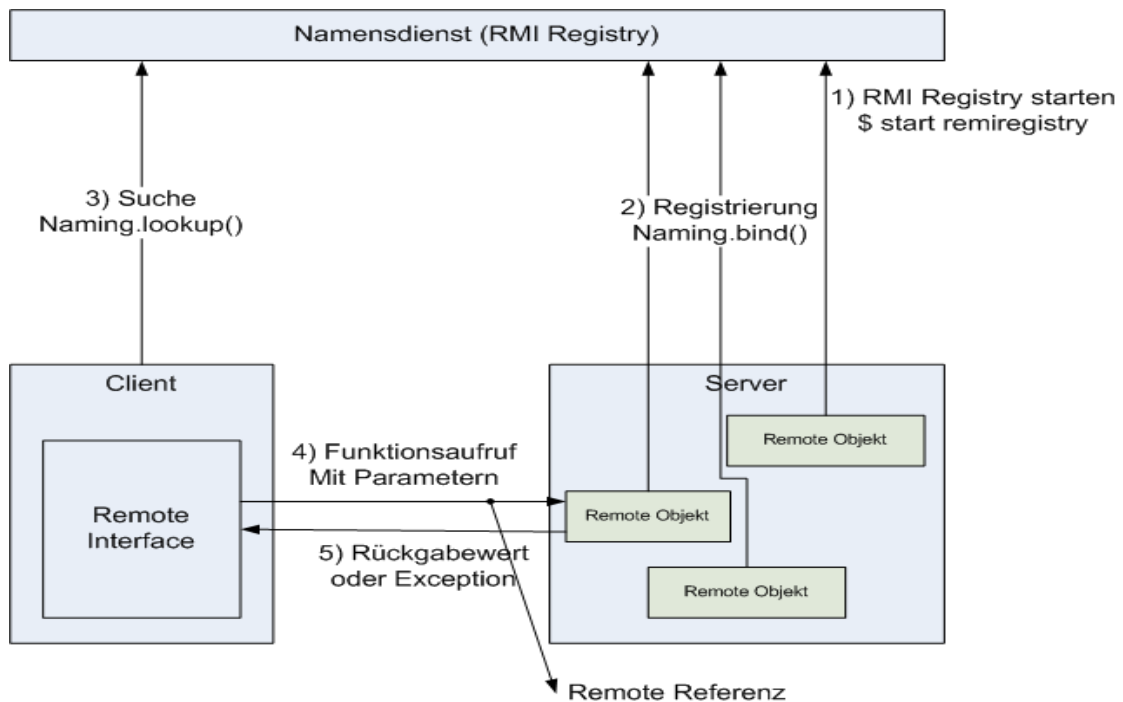 Namensdienst (RMI Registry)
1) RMI Registry starten
$ start remiregistry
3) Suche
Naming.lookup()
2) Registrierung
Naming.bind()
Client
Server
Remote Objekt
4) Funktionsaufruf
Mit Parametern
Remote
Interface
Remote Objekt
5) Rückgabewert
oder Exception
Remote Objekt
Remote Referenz